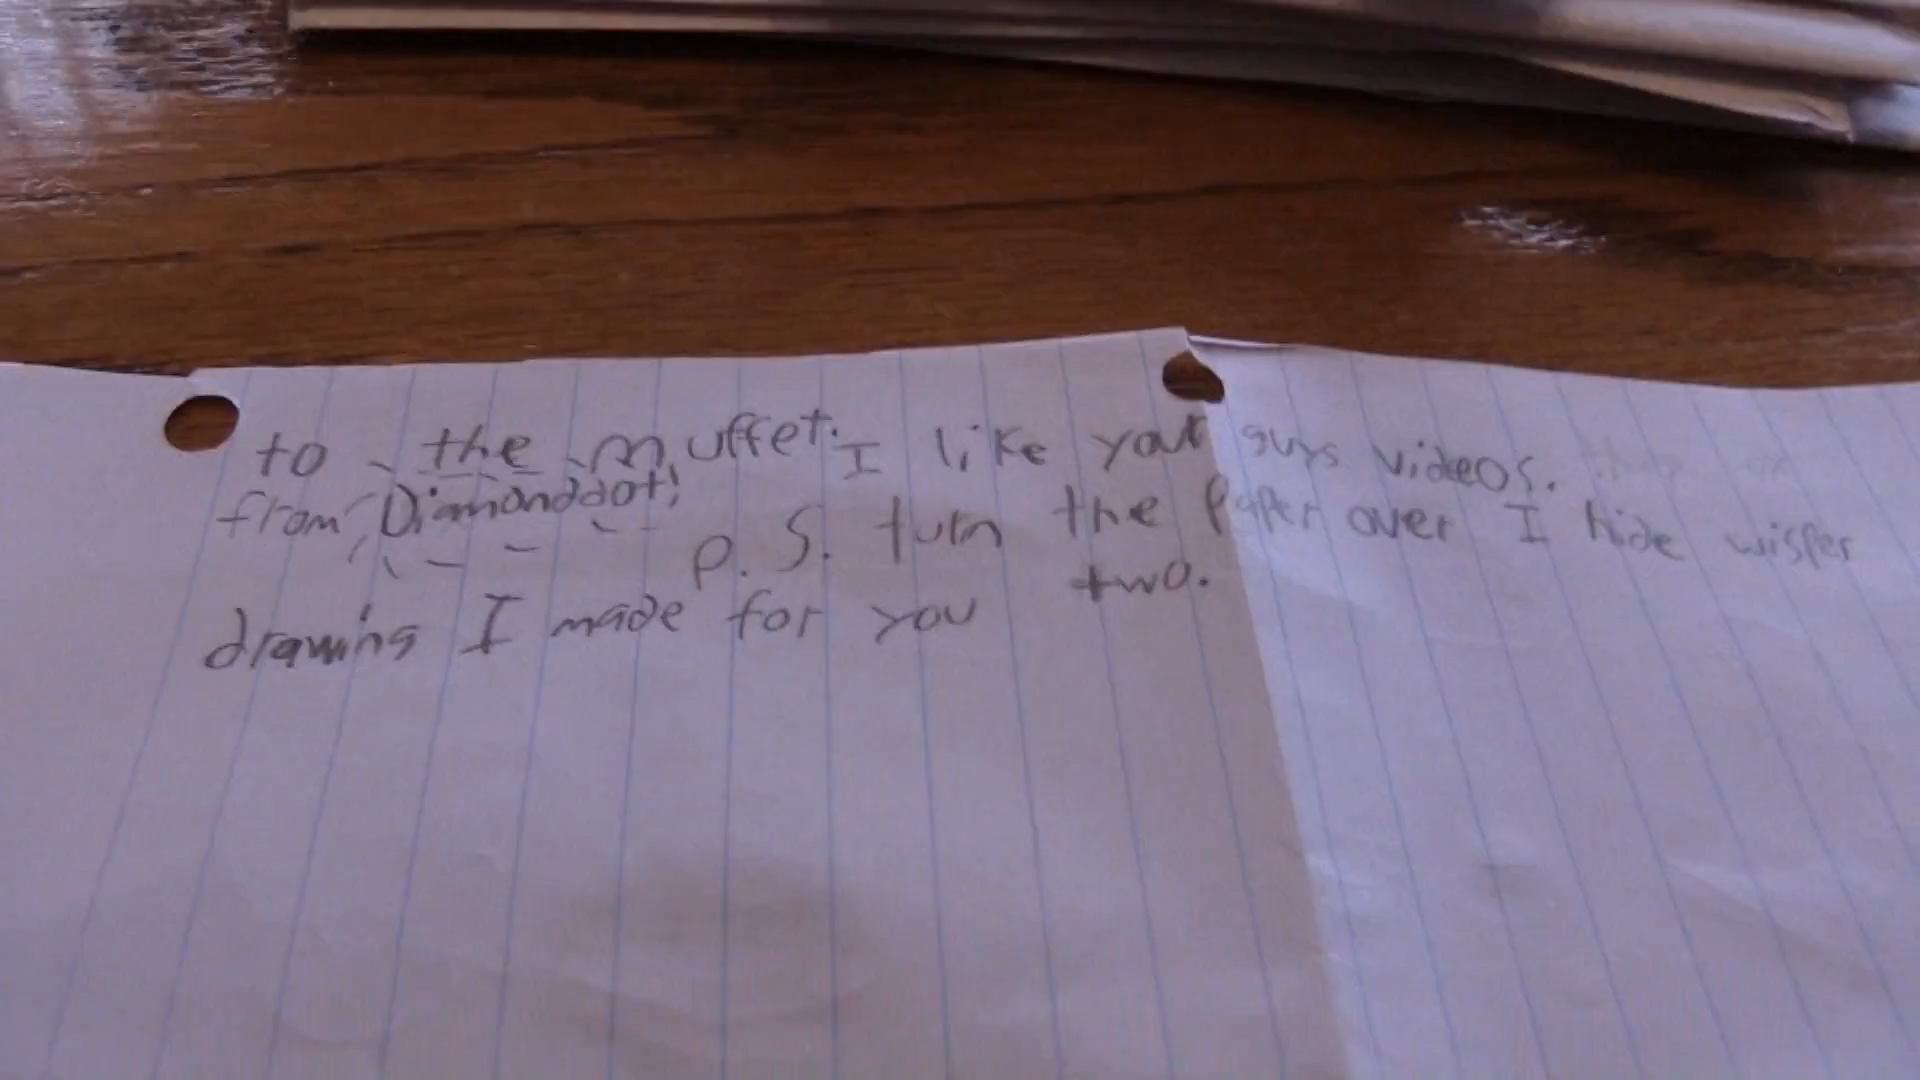 to the muffet. I like your guys videos.
from, Diamonddot!
P.S. turn the Paper over I hide wisper
drawing I made for you two.